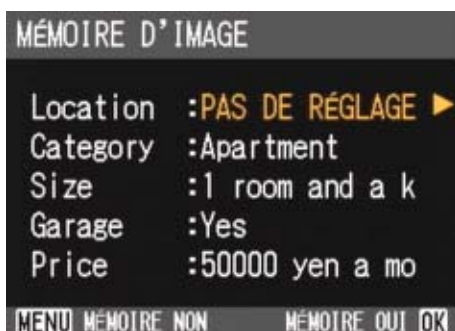 MÉMOIRE D'IMAGE
Location :PAS DE RÉGLAGE
Category :Apartment
Size :1 room and a k
Garage :Yes
Price :50000 yen a mo
MENU MÉMOIRE NON MÉMOIRE OUI OK